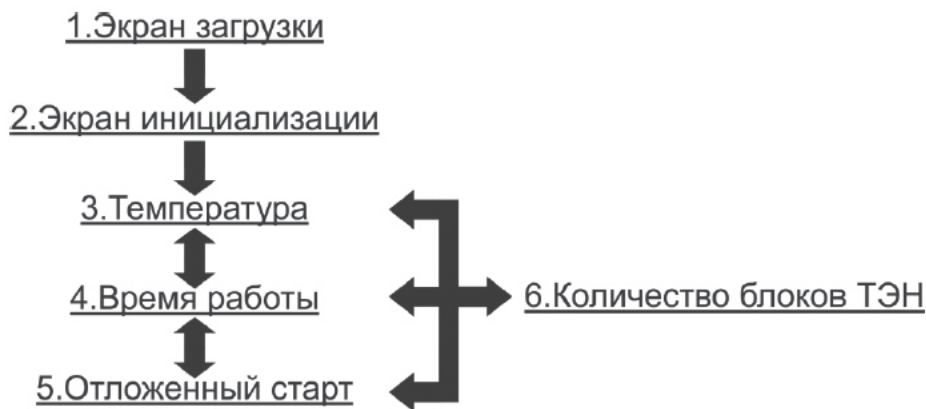 1.Экран загрузки
2.Экран инициализации
3.Температура
4.Время работы
6.Количество блоков ТЭН
5.Отложенный старт